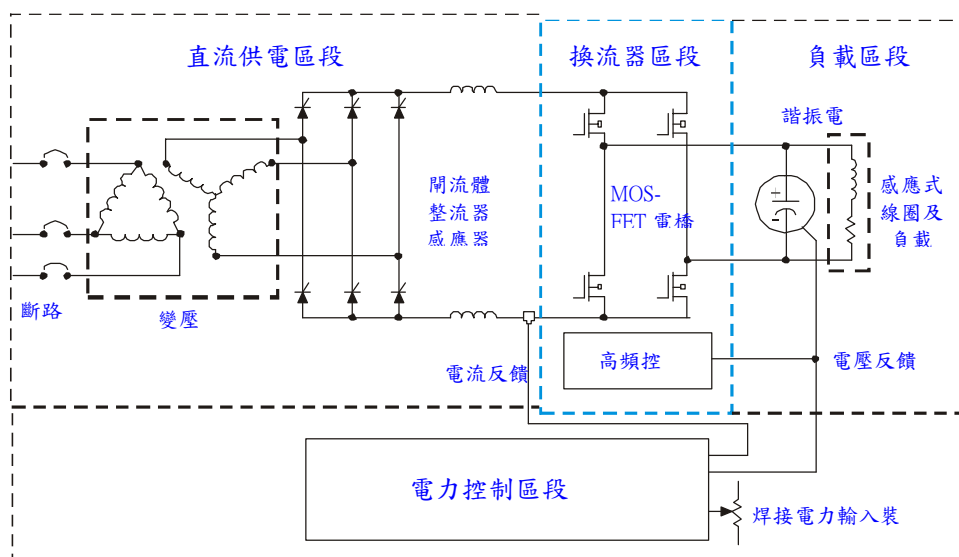 直流供電區段
換流器區段
負載區段
諧振電
閘流體
整流器
感應器
MOS-
FET 電橋
感應式
線圈及
負載
斷路
變壓
高頻控
電流反饋
電壓反饋
電力控制區段
焊接電力輸入裝